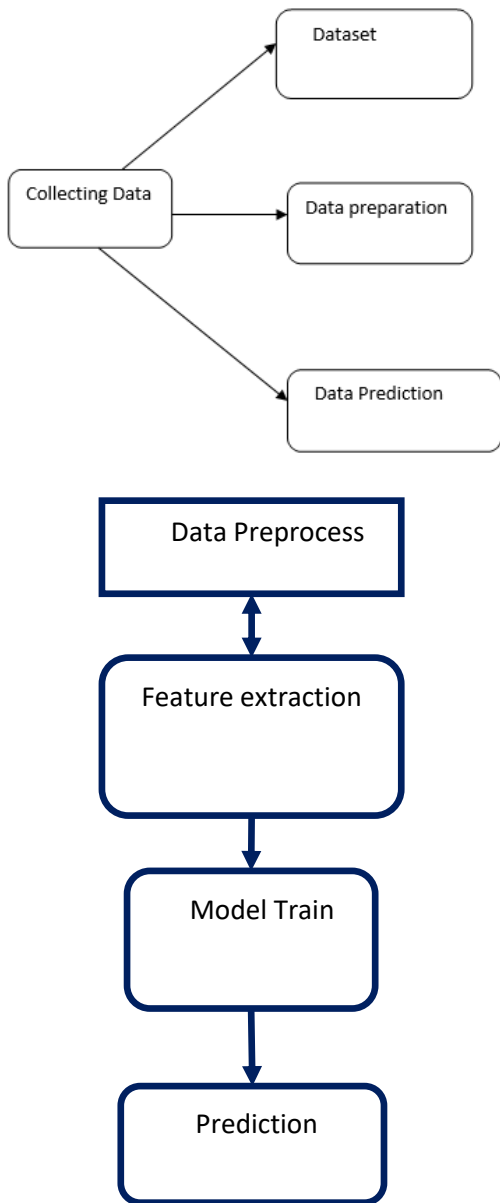 Dataset
Collecting Data
Data preparation
Data Prediction
Data Preprocess
Feature extraction
Model Train
Prediction